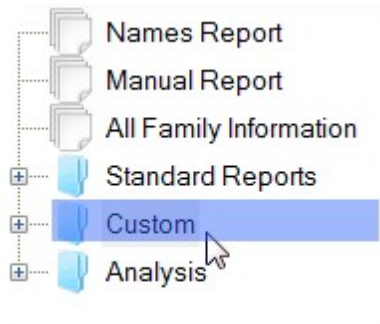 Names Report
Manual Report
All Family Information
Standard Reports
Custom
Analysis